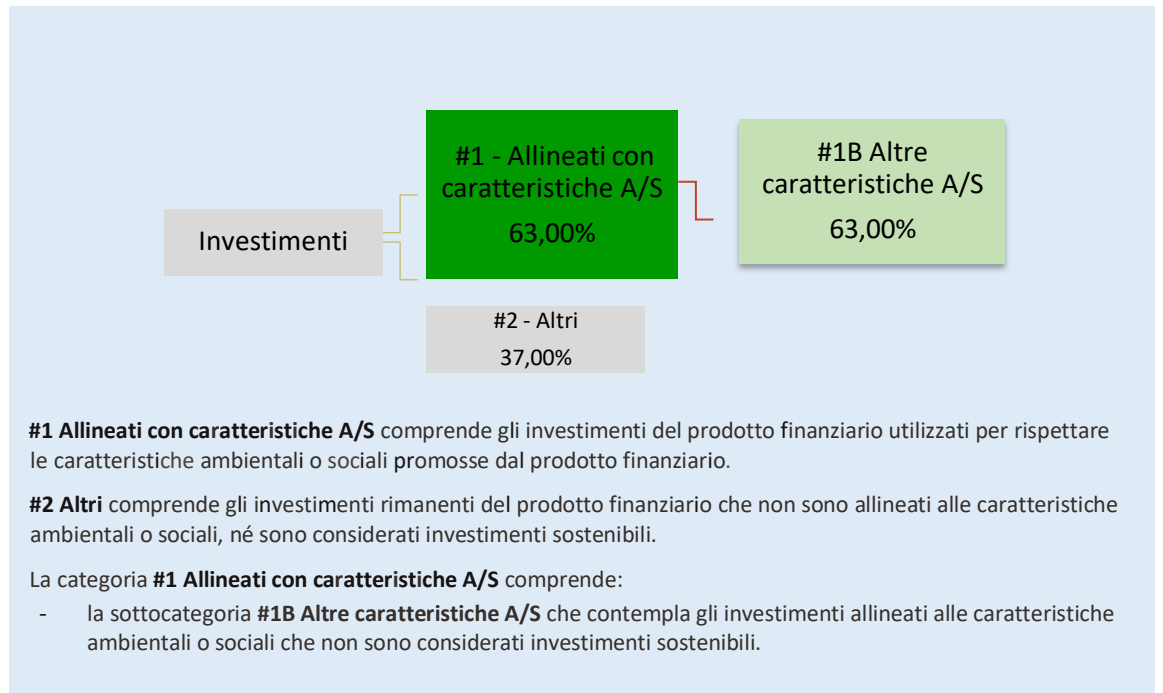 #1 - Allineati con
caratteristiche A/S
63,00%
#1B Altre
caratteristiche A/S
63,00%
Investimenti
#2 - Altri
37,00%
#1 Allineati con caratteristiche A/S comprende gli investimenti del prodotto finanziario utilizzati per rispettare
le caratteristiche ambientali o sociali promosse dal prodotto finanziario.
#2 Altri comprende gli investimenti rimanenti del prodotto finanziario che non sono allineati alle caratteristiche
ambientali o sociali, né sono considerati investimenti sostenibili.
La categoria #1 Allineati con caratteristiche A/S comprende:
- la sottocategoria #1B Altre caratteristiche A/S che contempla gli investimenti allineati alle caratteristiche
ambientali o sociali che non sono considerati investimenti sostenibili.